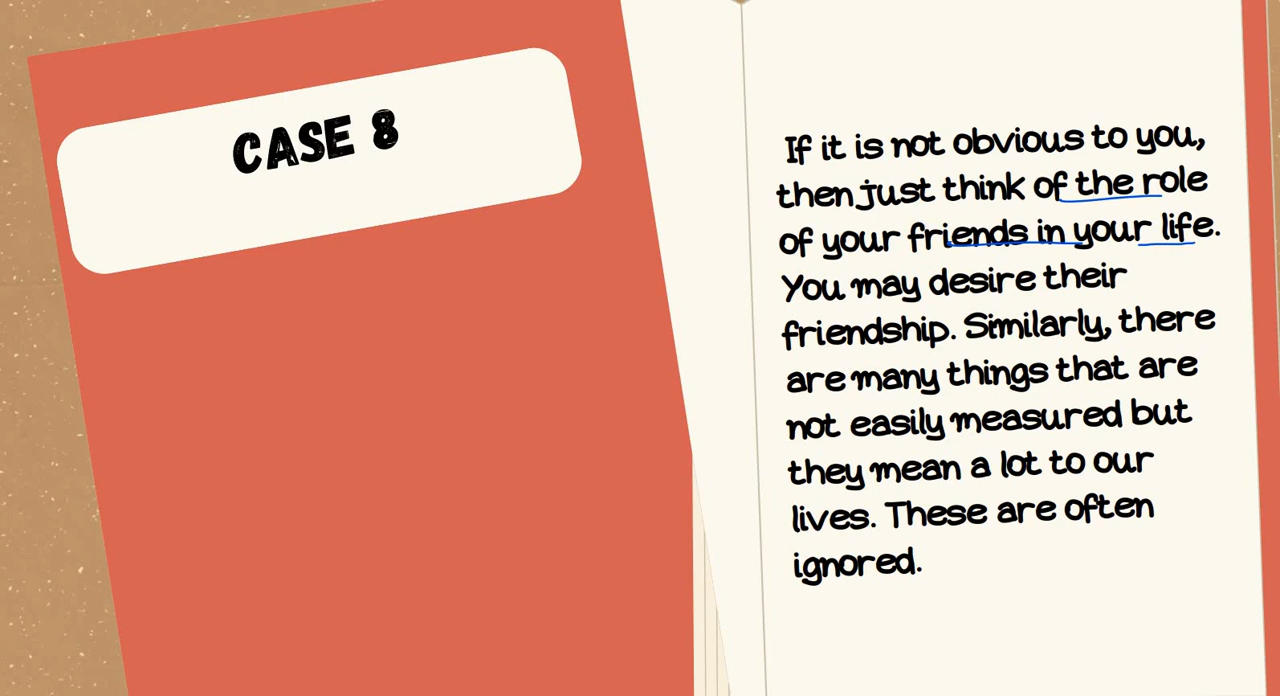 CASE 8
If it is not obvious to you,
then just think of the role
of your friends in your life.
You may desire their
friendship. Similarly, there
are many things that are
not easily measured but
they mean a lot to our
lives. These are often
ignored.